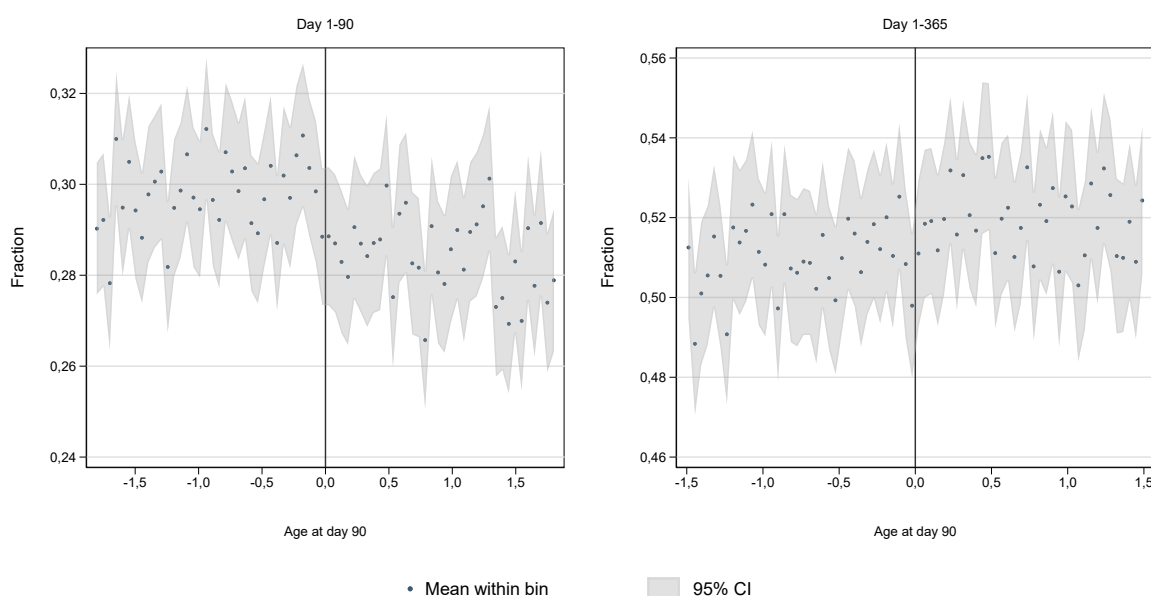 Day 1-90
Fraction
0,32
0,30
0,28
0,26
0,24
-1,5 -1,0 -0,5 0,0 0,5 1,0 1,5
Age at day 90
Day 1-365
Fraction
0,56
0,54
0,52
0,50
0,48
0,46
-1,5 -1,0 -0,5 0,0 0,5 1,0 1,5
Age at day 90
Mean within bin 95% CI